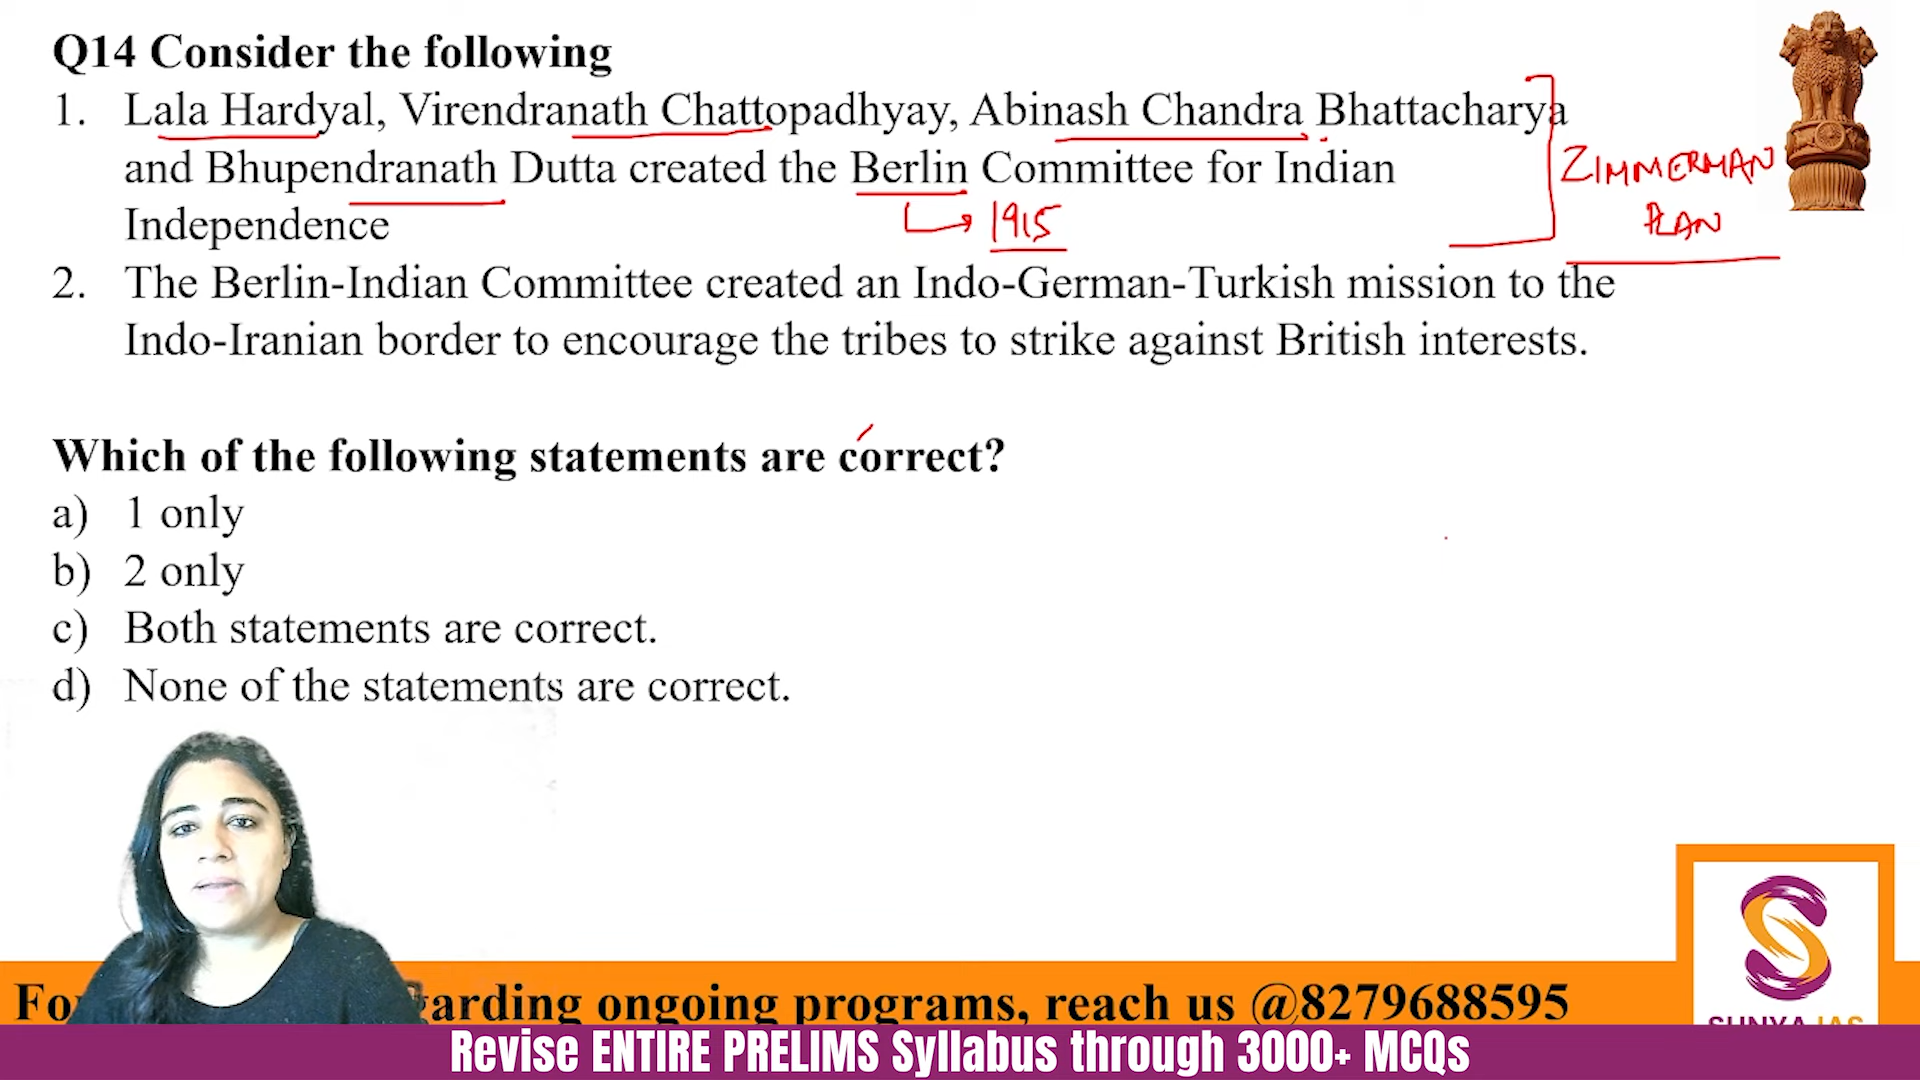 Q14 Consider the following
1. Lala Hardyal, Virendranath Chattopadhyay, Abinash Chandra Bhattacharya
and Bhupendranath Dutta created the Berlin Committee for Indian
Independence
1915
ZIMMERMAN
PLAN
2. The Berlin-Indian Committee created an Indo-German-Turkish mission to the
Indo-Iranian border to encourage the tribes to strike against British interests.
Which of the following statements are correct?
a) 1 only
b) 2 only
c) Both statements are correct.
d) None of the statements are correct.
garding ongoing programs, reach us @8279688595
Revise ENTIRE PRELIMS Syllabus through 3000+ MCQs